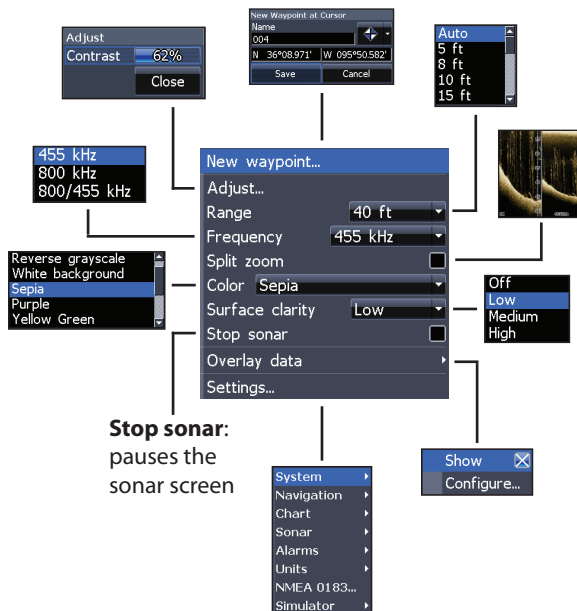 New Waypoint at Cursor
Name
004
N 36°08.971' W 095°50.582'
Save Cancel
Adjust
Contrast 62%
Close
Auto
5 ft
8 ft
10 ft
15 ft
455 kHz
800 kHz
800/455 kHz
New waypoint...
Adjust...
Range 40 ft
Frequency 455 kHz
Split zoom
Color Sepia
Surface clarity Low
Stop sonar
Overlay data
Settings...
Reverse grayscale
White background
Sepia
Purple
Yellow Green
Off
Low
Medium
High
Stop sonar:
pauses the
sonar screen
Show
Configure...
System
Navigation
Chart
Sonar
Alarms
Units
NMEA 0183...
Simulator